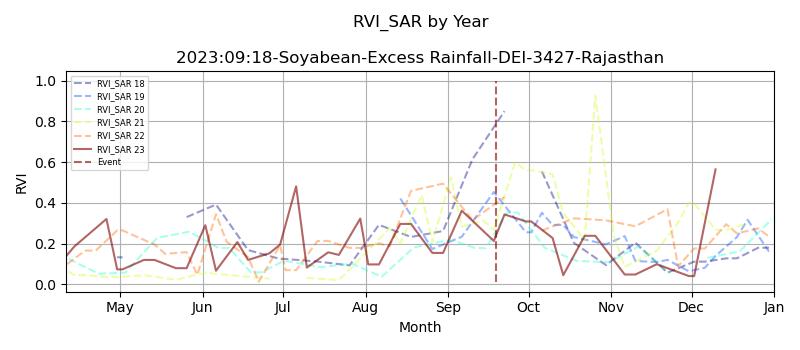 RVI_SAR by Year
2023:09:18-Soyabean-Excess Rainfall-DEI-3427-Rajasthan
1.0
0.8
0.6
0.4
0.2
0.0
RVI
RVI_SAR 18
RVI_SAR 19
RVI_SAR 20
RVI_SAR 21
RVI_SAR 22
RVI_SAR 23
Event
May Jun Jul Aug Sep Oct Nov Dec Jan
Month